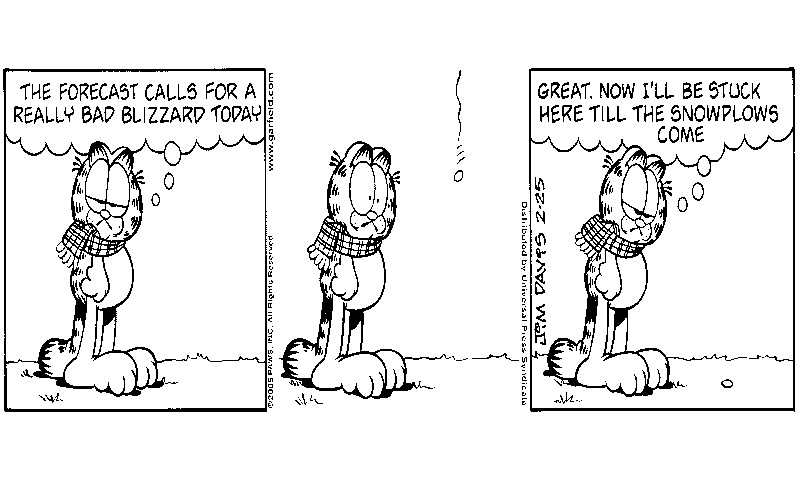 THE FORECAST CALLS FOR A
REALLY BAD BLIZZARD TODAY
www.garfield.com
©2005 PAWS, INC. All Rights Reserved
GREAT. NOW I'LL BE STUCK
HERE TILL THE SNOWPLOWS
COME
JIM DAVIS 2-25
Distributed by Universal Press Syndicate